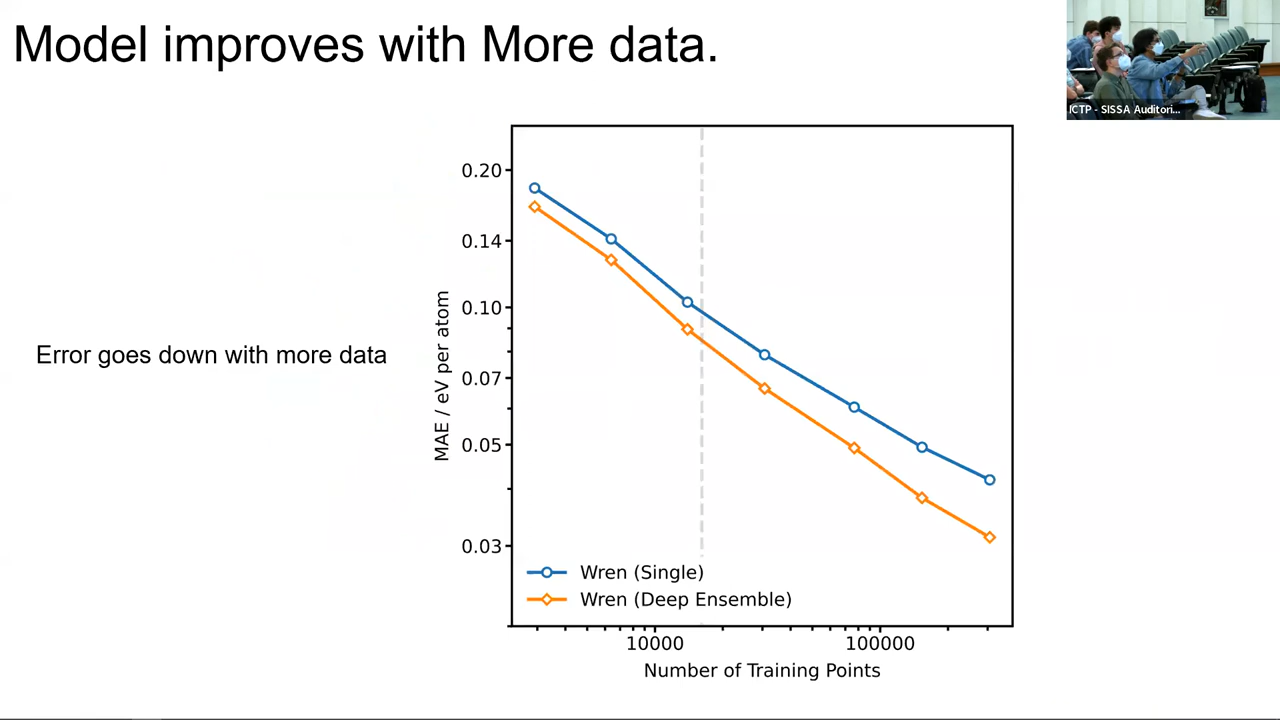 Model improves with More data.
ICTP - SISSA Auditori...
Error goes down with more data
MAE / eV per atom
0.20
0.14
0.10
0.07
0.05
0.03
Wren (Single)
Wren (Deep Ensemble)
10000
100000
Number of Training Points